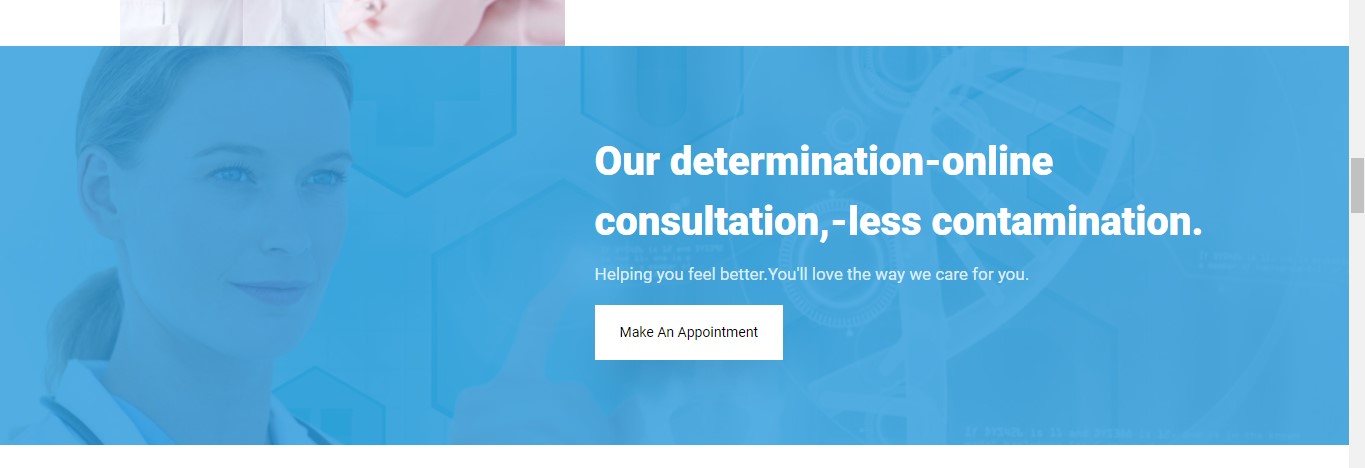 Our determination-online
consultation,-less contamination.
Helping you feel better.You'll love the way we care for you.
Make An Appointment